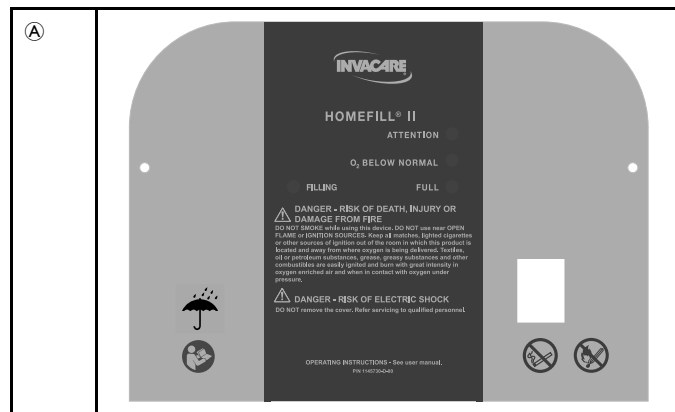 Ⓐ
INVACARE
HOMEFILL® II
ATTENTION
O₂ BELOW NORMAL
FILLING FULL
DANGER - RISK OF DEATH, INJURY OR
DAMAGE FROM FIRE
DO NOT SMOKE while using this device. DO NOT use near OPEN
FLAME or IGNITION SOURCES. Keep all matches, lighted cigarettes
or other sources of ignition out of the room in which this product is
located and away from where oxygen is being delivered. Textiles,
oil or petroleum substances, grease, greasy substances and other
combustibles are easily ignited and burn with great intensity in
oxygen enriched air and when in contact with oxygen under
pressure.
DANGER - RISK OF ELECTRIC SHOCK
DO NOT remove the cover. Refer servicing to qualified personnel.
OPERATING INSTRUCTIONS - See user manual.